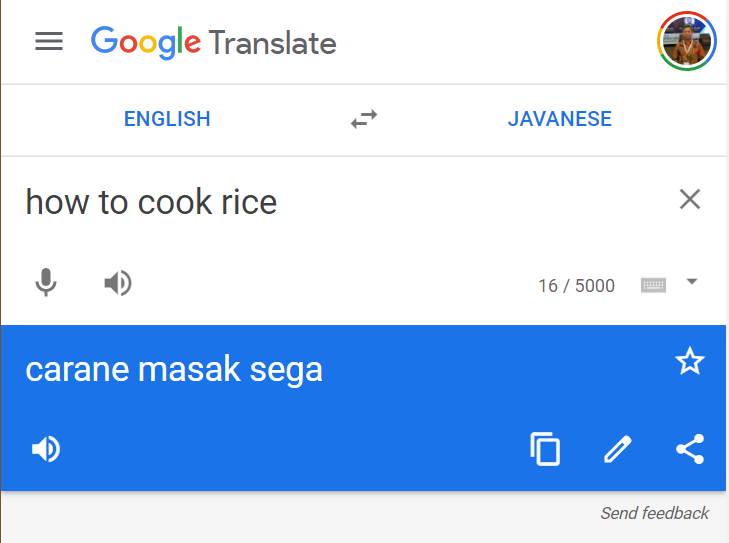 Google Translate
ENGLISH JAVANESE
how to cook rice
16 / 5000
carane masak sega
Send feedback